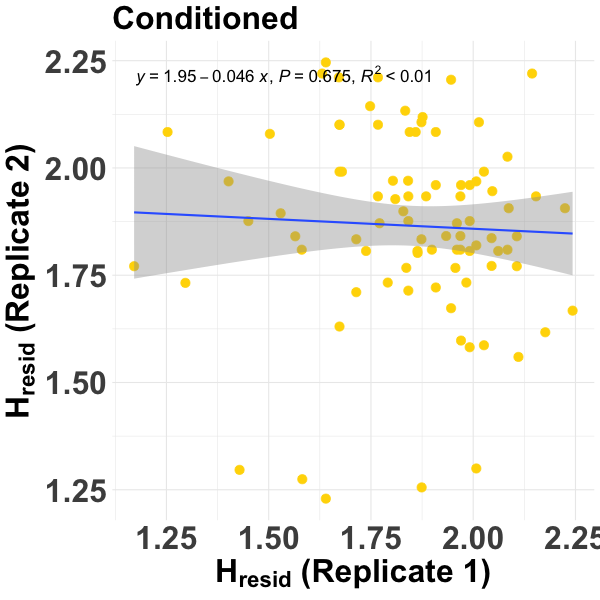 Conditioned
y = 1.95 – 0.046 x, P = 0.675, R² < 0.01
2.25
2.00
1.75
1.50
1.25
Hresid (Replicate 2)
1.25 1.50 1.75 2.00 2.25
Hresid (Replicate 1)